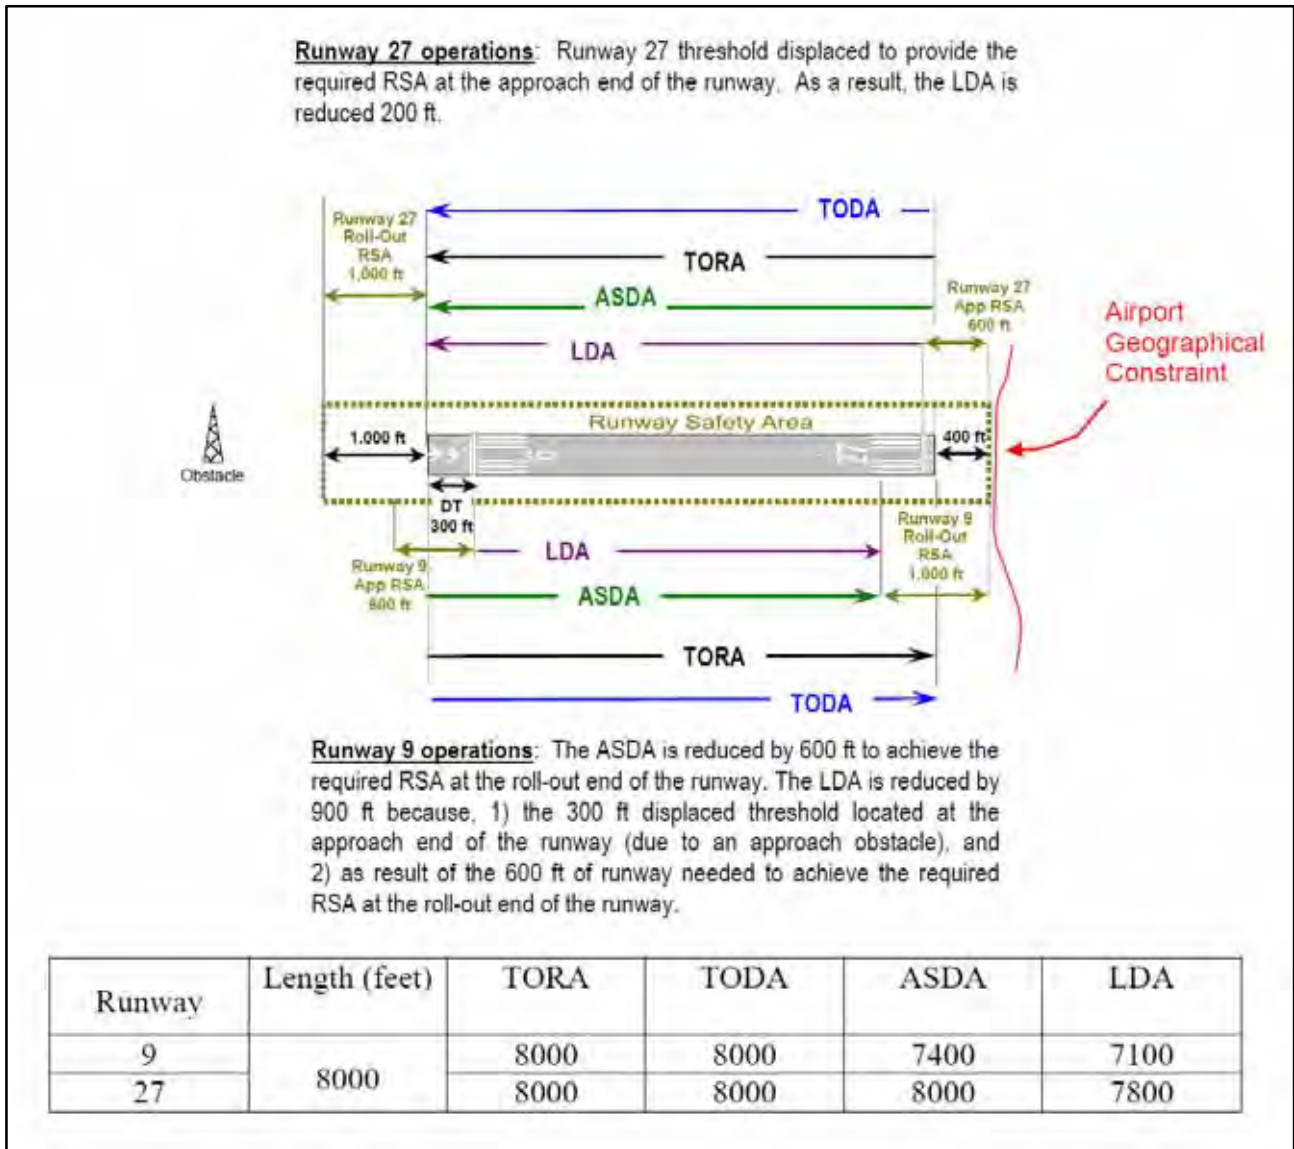 Runway 27 operations: Runway 27 threshold displaced to provide the
required RSA at the approach end of the runway. As a result, the LDA is
reduced 200 ft.
TODA
Runway 27
Roll-Out
RSA
1,000 ft
TORA
ASDA
Runway 27
App RSA
600 ft
LDA
Airport
Geographical
Constraint
Runway Safety Area
1.000 ft
400 ft
27
Obstacle
DT
300 ft
Runway 9
Roll-Out
RSA
1,000 ft
LDA
Runway 9
App RSA
600 ft
ASDA
TORA
TODA
Runway 9 operations: The ASDA is reduced by 600 ft to achieve the
required RSA at the roll-out end of the runway. The LDA is reduced by
900 ft because, 1) the 300 ft displaced threshold located at the
approach end of the runway (due to an approach obstacle), and
2) as result of the 600 ft of runway needed to achieve the required
RSA at the roll-out end of the runway.
Runway Length (feet) TORA TODA ASDA LDA
9 8000 8000 8000 7400 7100
27 8000 8000 8000 7800